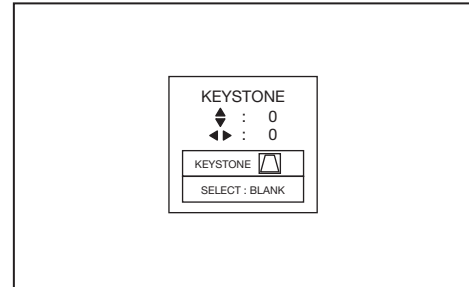 KEYSTONE
▲▼ : 0
◀▶ : 0
KEYSTONE
SELECT : BLANK